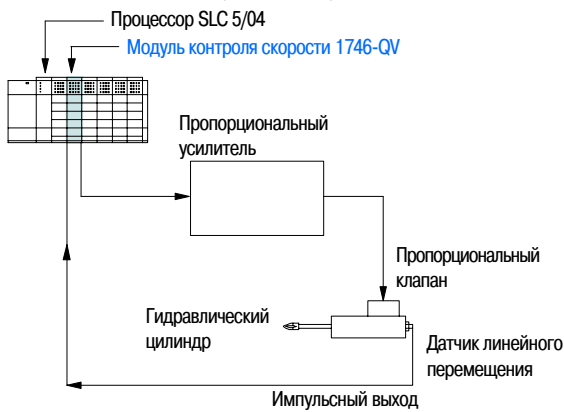 Процессор SLC 5/04
Модуль контроля скорости 1746-QV
Пропорциональный
усилитель
Пропорциональный
клапан
Гидравлический
цилиндр
Датчик линейного
перемещения
Импульсный выход